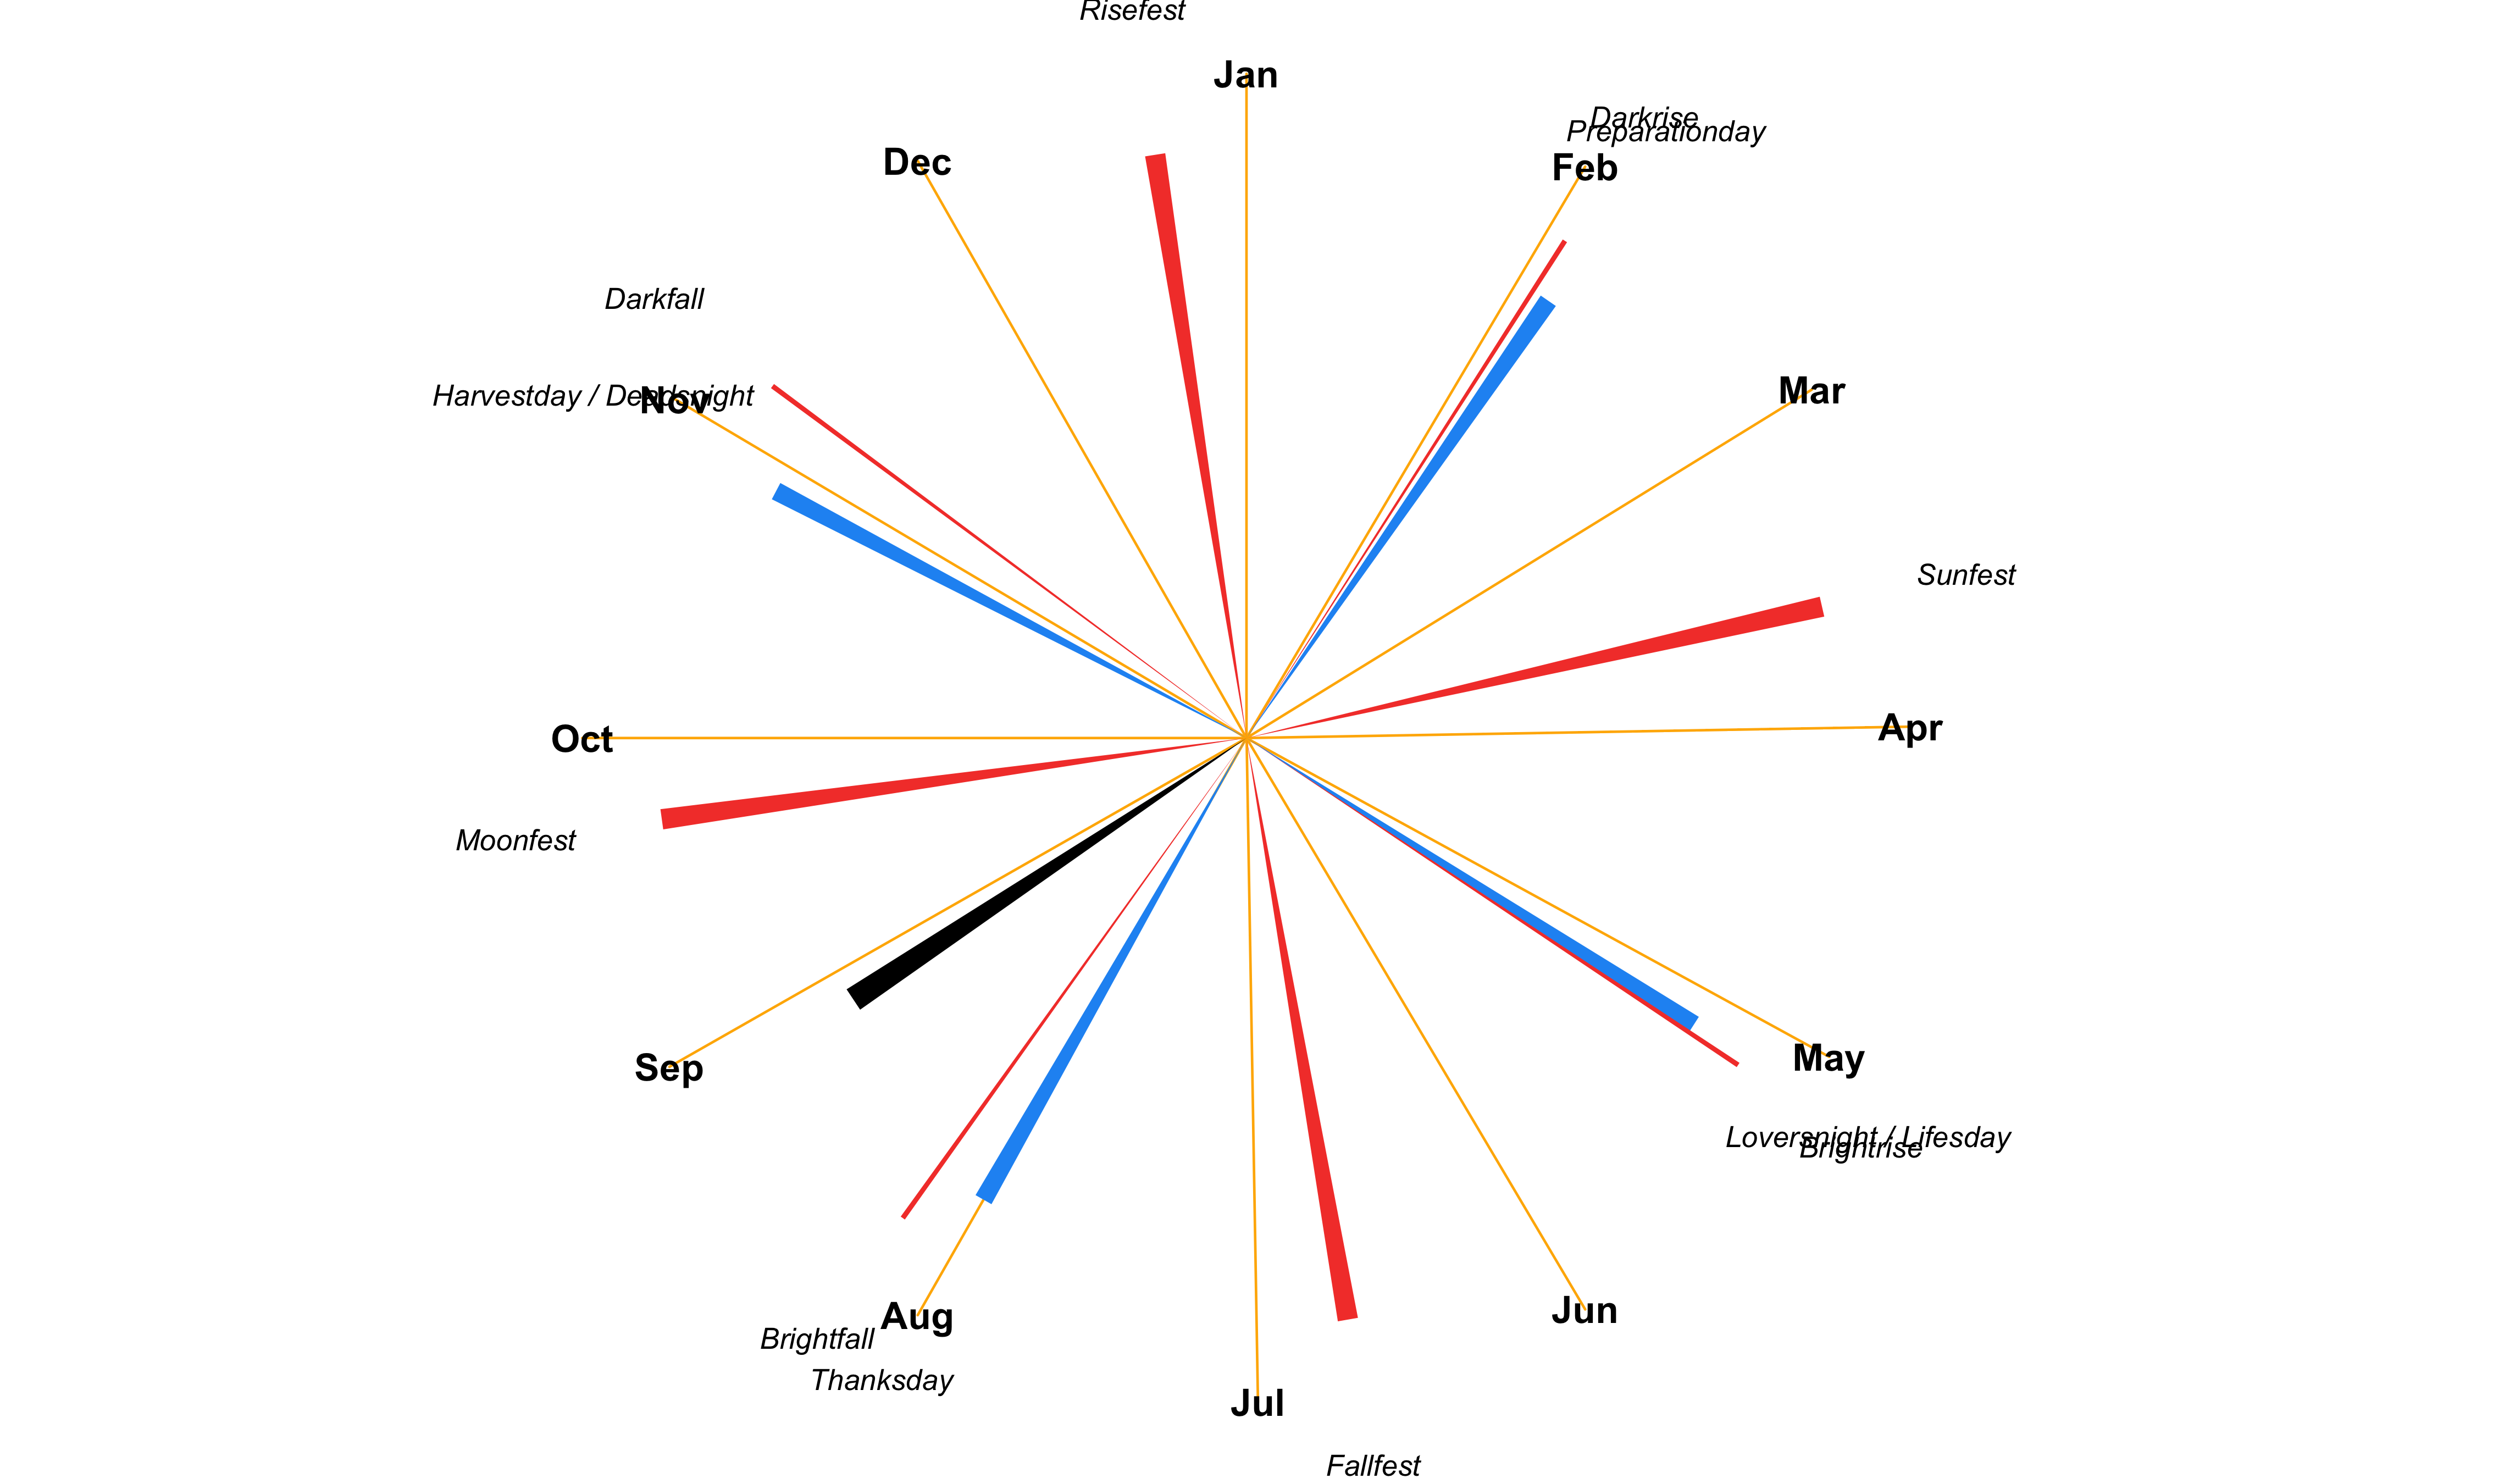 Risefest
Jan
Darkrise
Preparationday
Dec
Feb
Darkfall
Mar
Harvestday / Deadsnight
Nov
Sunfest
Apr
Oct
Moonfest
May
Sep
Loversnight / Lifesday
Brightrise
Jun
Aug
Brightfall
Thanksday
Jul
Fallfest